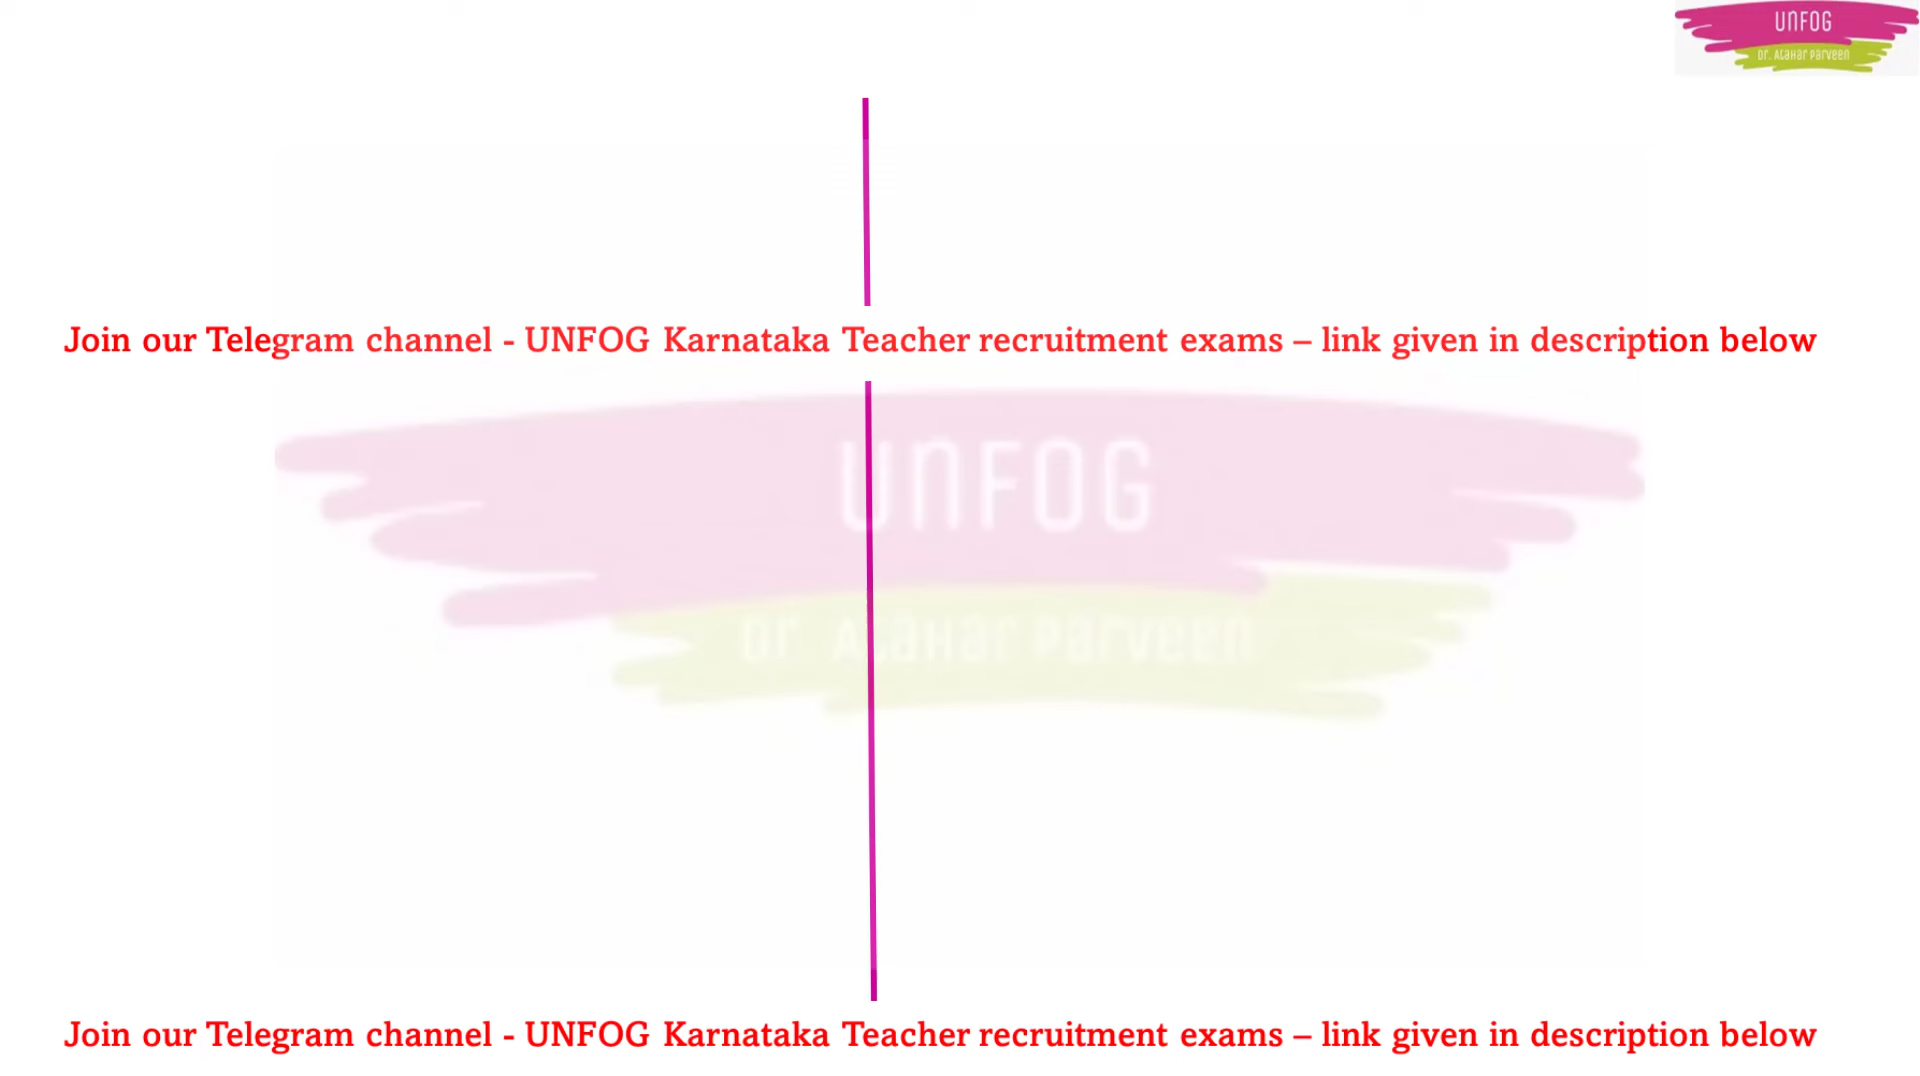 UNFOG
Dr. Atahar Parveen
Join our Telegram channel - UNFOG Karnataka Teacher recruitment exams – link given in description below
UNFOG
Dr Atahar Parveen
Join our Telegram channel - UNFOG Karnataka Teacher recruitment exams – link given in description below